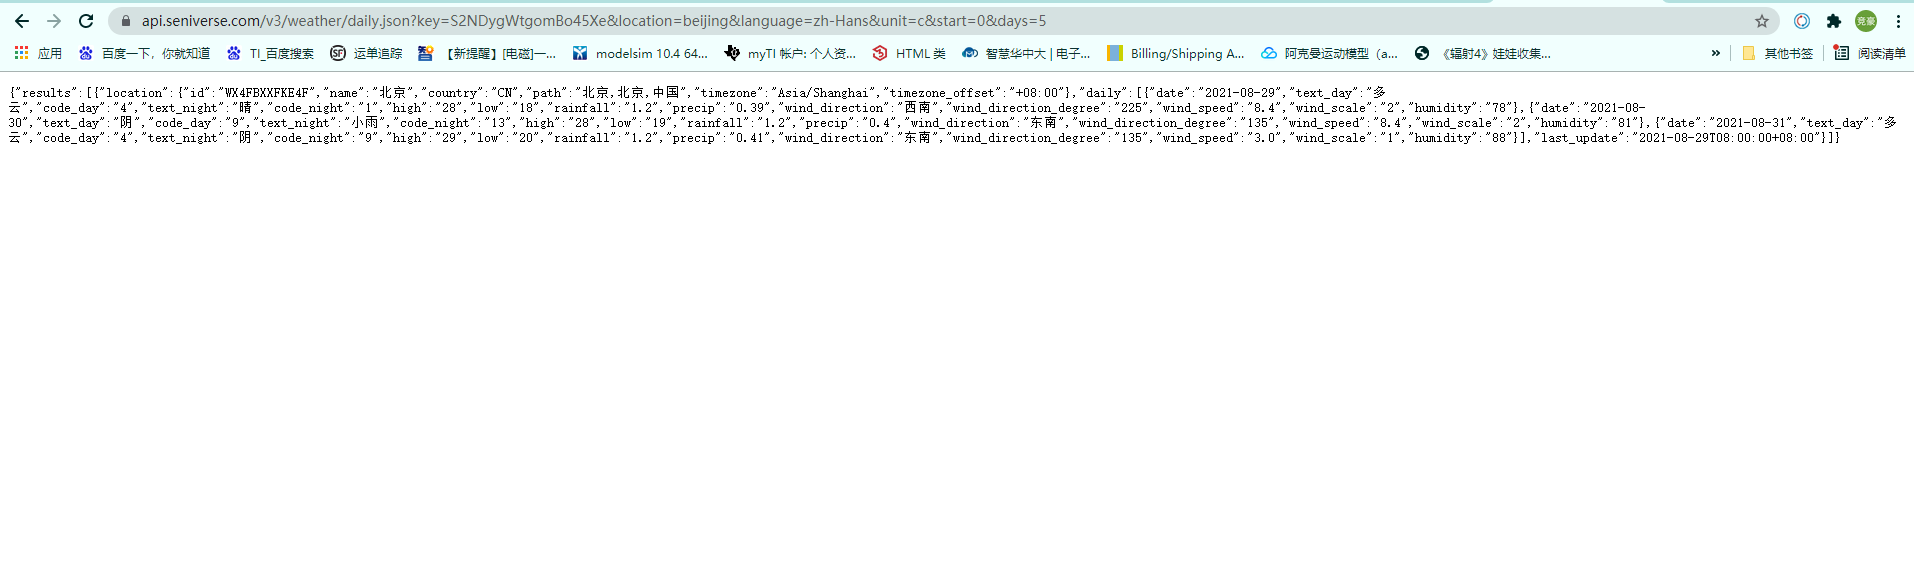 api.seniverse.com/v3/weather/daily.json?key=S2NDygWtgomBo45Xe&location=beijing&language=zh-Hans&unit=c&start=0&days=5
竞豪
应用 百度一下，你就知道 TI_百度搜索 SF 运单追踪 【新提醒】[电磁]一... modelsim 10.4 64... myTI 帐户: 个人资... HTML 类 智慧华中大 | 电子... Billing/Shipping A... 阿克曼运动模型（a... 《辐射4》娃娃收集... » 其他书签 阅读清单
{"results":[{"location":{"id":"WX4FBXXFKE4F","name":"北京","country":"CN","path":"北京,北京,中国","timezone":"Asia/Shanghai","timezone_offset":"+08:00"},"daily":[{"date":"2021-08-29","text_day":"多
云","code_day":"4","text_night":"晴","code_night":"1","high":"28","low":"18","rainfall":"1.2","precip":"0.39","wind_direction":"西南","wind_direction_degree":"225","wind_speed":"8.4","wind_scale":"2","humidity":"78"},{"date":"2021-08-
30","text_day":"阴","code_day":"9","text_night":"小雨","code_night":"13","high":"28","low":"19","rainfall":"1.2","precip":"0.4","wind_direction":"东南","wind_direction_degree":"135","wind_speed":"8.4","wind_scale":"2","humidity":"81"},{"date":"2021-08-31","text_day":"多
云","code_day":"4","text_night":"阴","code_night":"9","high":"29","low":"20","rainfall":"1.2","precip":"0.41","wind_direction":"东南","wind_direction_degree":"135","wind_speed":"3.0","wind_scale":"1","humidity":"88"}],"last_update":"2021-08-29T08:00:00+08:00"}]}